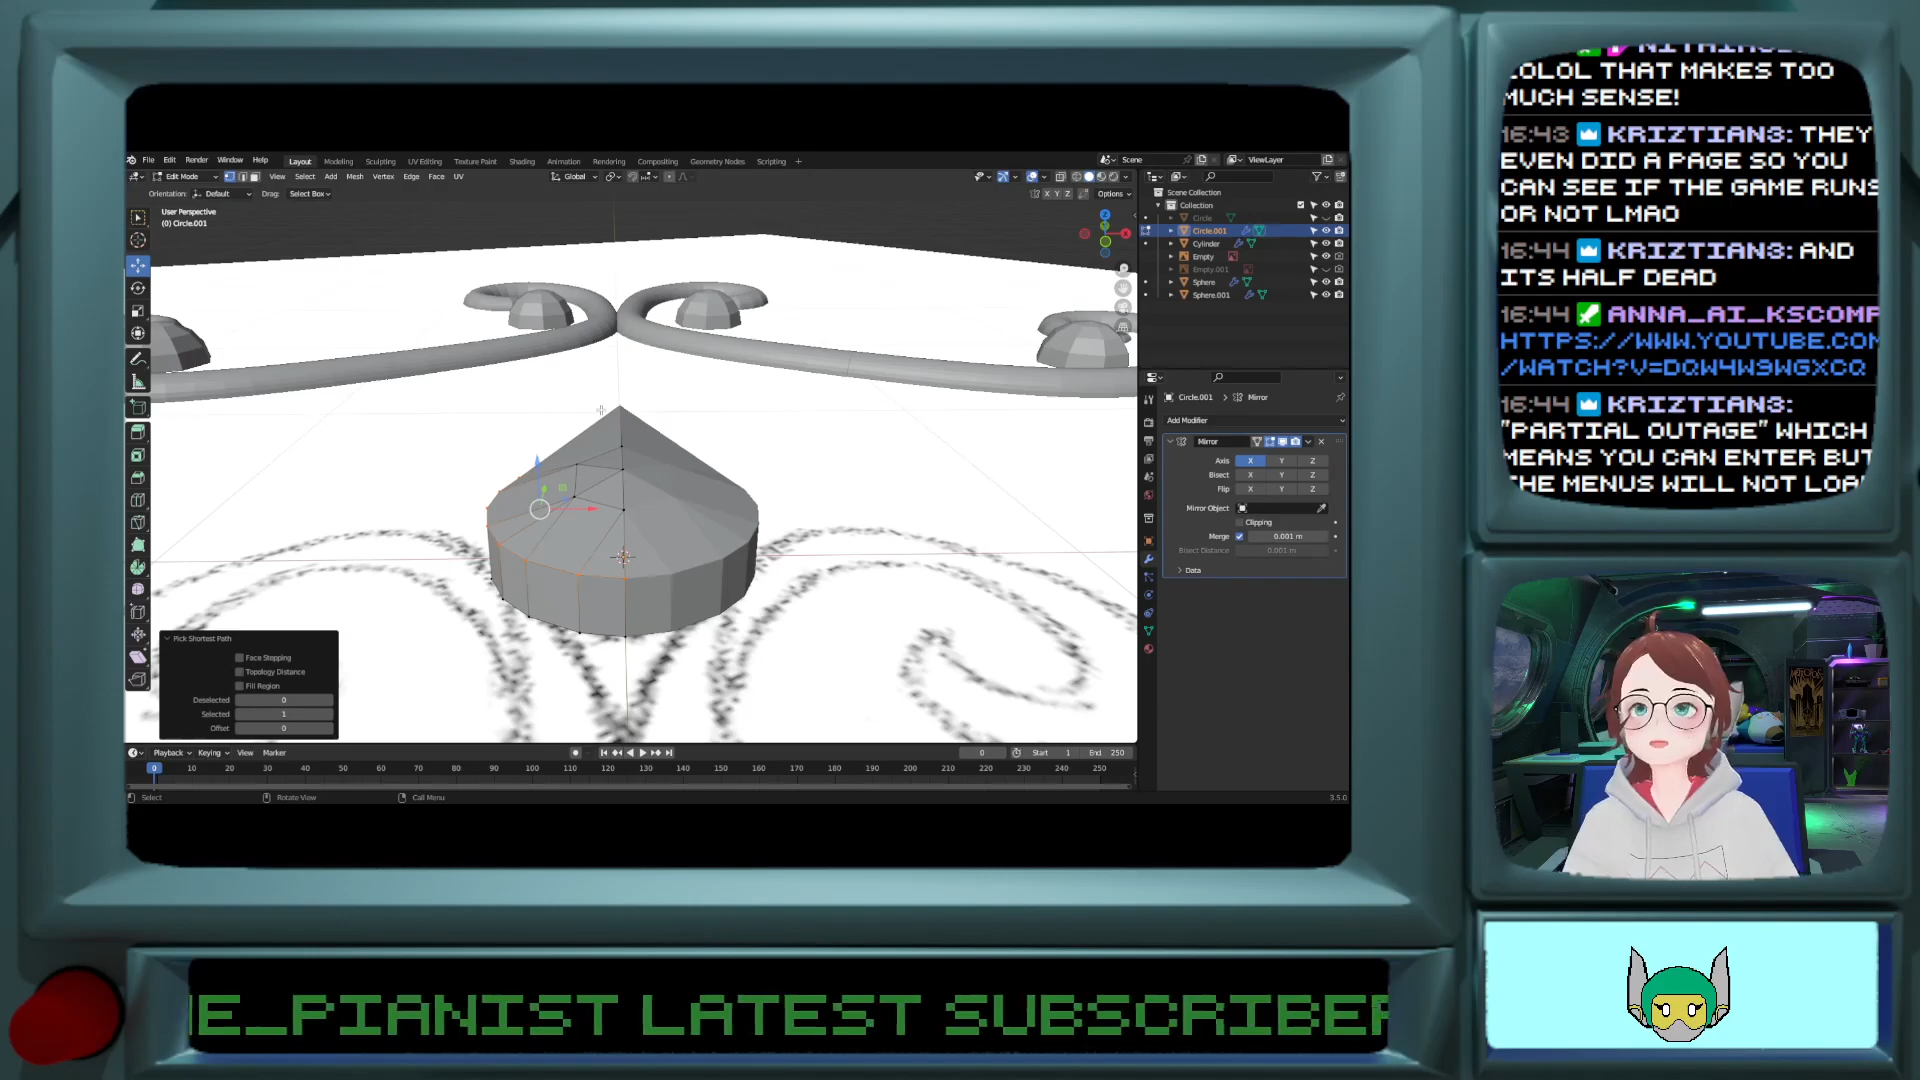 File Edit Render Window Help Layout Modeling Sculpting UV Editing Texture Paint Shading Animation Rendering Compositing Geometry Nodes Scripting + Scene ViewLayer
Edit Mode View Select Add Mesh Vertex Edge Face UV Global
Orientation: Default Drag: Select Box X Y Z Options
User Perspective
(0) Circle.001
Scene Collection
Collection
Circle
Circle.001
Cylinder
Empty
Empty.001
Sphere
Sphere.001
Circle.001 > Mirror
Add Modifier
Mirror
Axis X Y Z
Bisect X Y Z
Flip X Y Z
Mirror Object
Clipping
Merge 0.001 m
Bisect Distance 0.001 m
Data
Pick Shortest Path
Face Stepping
Topology Distance
Fill Region
Deselected 0
Selected 1
Offset 0
Playback Keying View Marker 0 Start 1 End 250
0 10 20 30 40 50 60 70 80 90 100 110 120 130 140 150 160 170 180 190 200 210 220 230 240 250
Select Rotate View Call Menu 3.5.0
LOLOL THAT MAKES TOO
MUCH SENSE!
16:43 KRIZTIAN3: THEY
EVEN DID A PAGE SO YOU
CAN SEE IF THE GAME RUNS
OR NOT LMAO
16:44 KRIZTIAN3: AND
ITS HALF DEAD
16:44 ANNA_AI_KSCOMP
HTTPS://WWW.YOUTUBE.COM
/WATCH?V=DQW4W9WGXCQ
16:44 KRIZTIAN3:
"PARTIAL OUTAGE" WHICH
MEANS YOU CAN ENTER BUT
THE MENUS WILL NOT LOA
E_PIANIST LATEST SUBSCRIBER